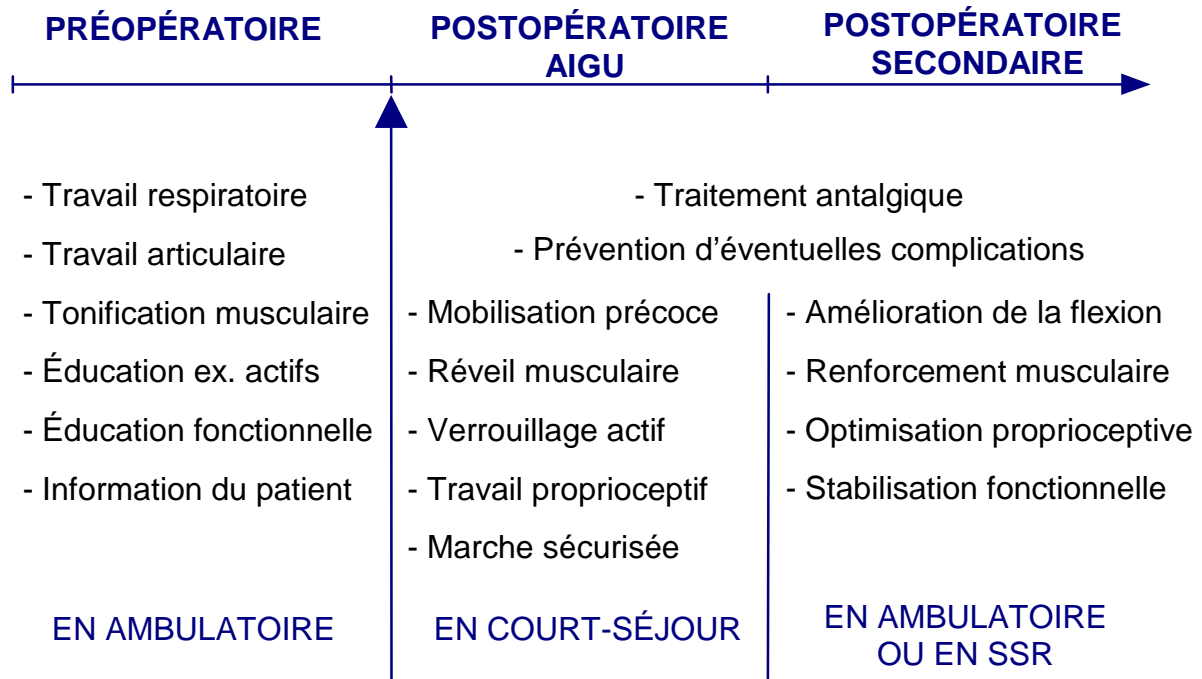 PRÉOPÉRATOIRE
POSTOPÉRATOIRE
AIGU
POSTOPÉRATOIRE
SECONDAIRE
- Travail respiratoire
- Travail articulaire
- Tonification musculaire
- Éducation ex. actifs
- Éducation fonctionnelle
- Information du patient
- Traitement antalgique
- Prévention d’éventuelles complications
- Mobilisation précoce
- Réveil musculaire
- Verrouillage actif
- Travail proprioceptif
- Marche sécurisée
- Amélioration de la flexion
- Renforcement musculaire
- Optimisation proprioceptive
- Stabilisation fonctionnelle
EN AMBULATOIRE
EN COURT-SÉJOUR
EN AMBULATOIRE
OU EN SSR